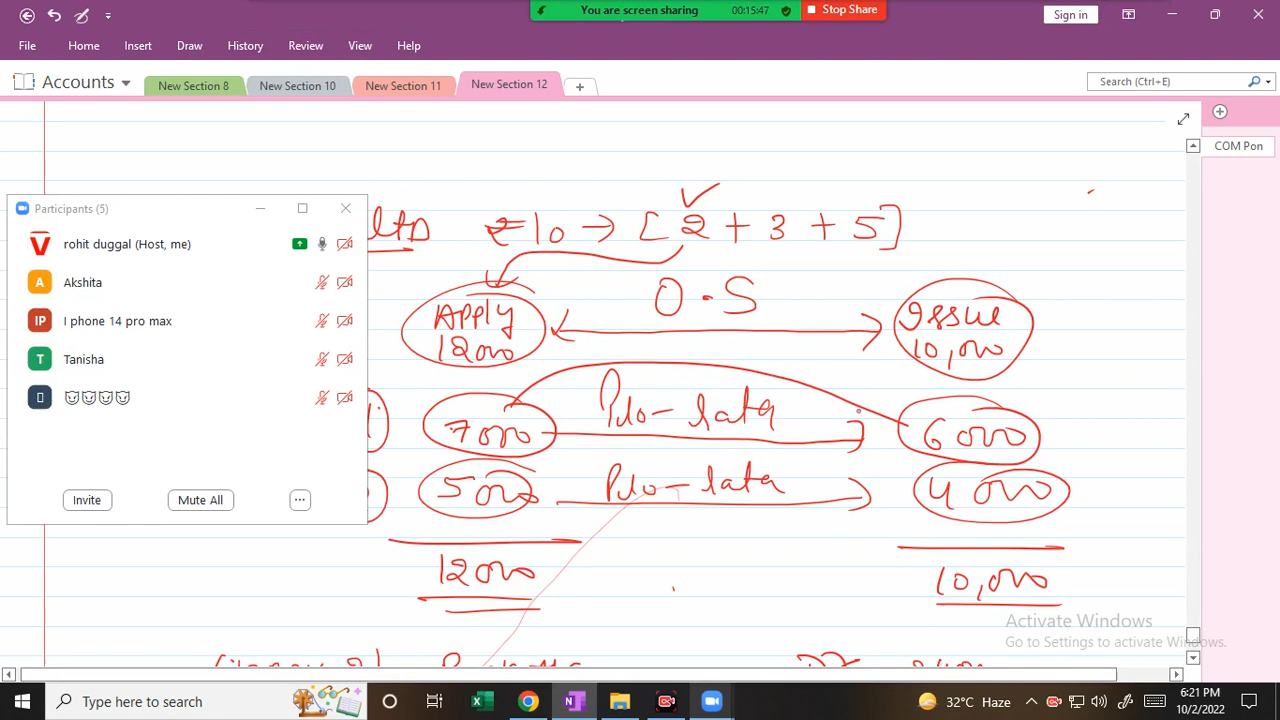 You are screen sharing 00:15:47 Stop Share
Sign in
File Home Insert Draw History Review View Help
Accounts New Section 8 New Section 10 New Section 11 New Section 12 + Search (Ctrl+E)
COM Pon
Participants (5)
V rohit duggal (Host, me)
A Akshita
IP I phone 14 pro max
T Tanisha
Invite Mute All ...
ltd 10 → [2 + 3 + 5]
O.S
Apply Issue
12000 10,000
7000 Pro-rata 6000
5000 Pro-rata 4000
12000 10,000
Activate Windows
Go to Settings to activate Windows.
Type here to search
32°C Haze
6:21 PM
10/2/2022